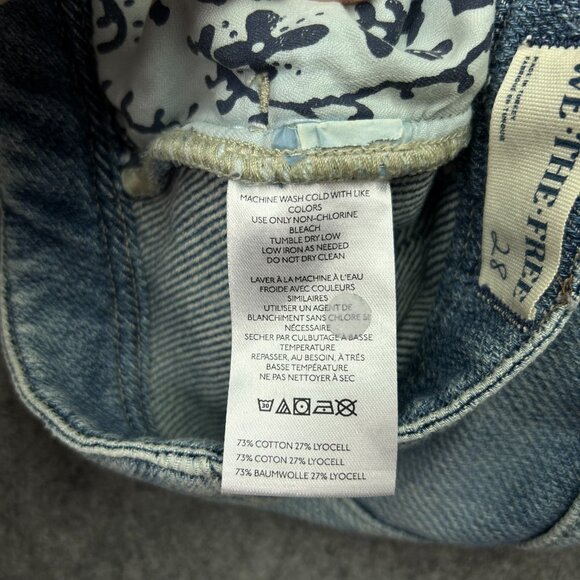 MACHINE WASH COLD WITH LIKE
COLORS
USE ONLY NON-CHLORINE
BLEACH
TUMBLE DRY LOW
LOW IRON AS NEEDED
DO NOT DRY CLEAN
LAVER À LA MACHINE À L'EAU
FROIDE AVEC COULEURS
SIMILAIRES
UTILISER UN AGENT DE
BLANCHIMENT SANS CHLORE SI
NÉCESSAIRE
SECHER PAR CULBUTAGE À BASSE
TEMPERATURE
REPASSER, AU BESOIN, À TRÉS
BASSE TEMPÉRATURE
NE PAS NETTOYER À SEC
30
73% COTTON 27% LYOCELL
73% COTON 27% LYOCELL
73% BAUMWOLLE 27% LYOCELL
WE·THE·FREE
28